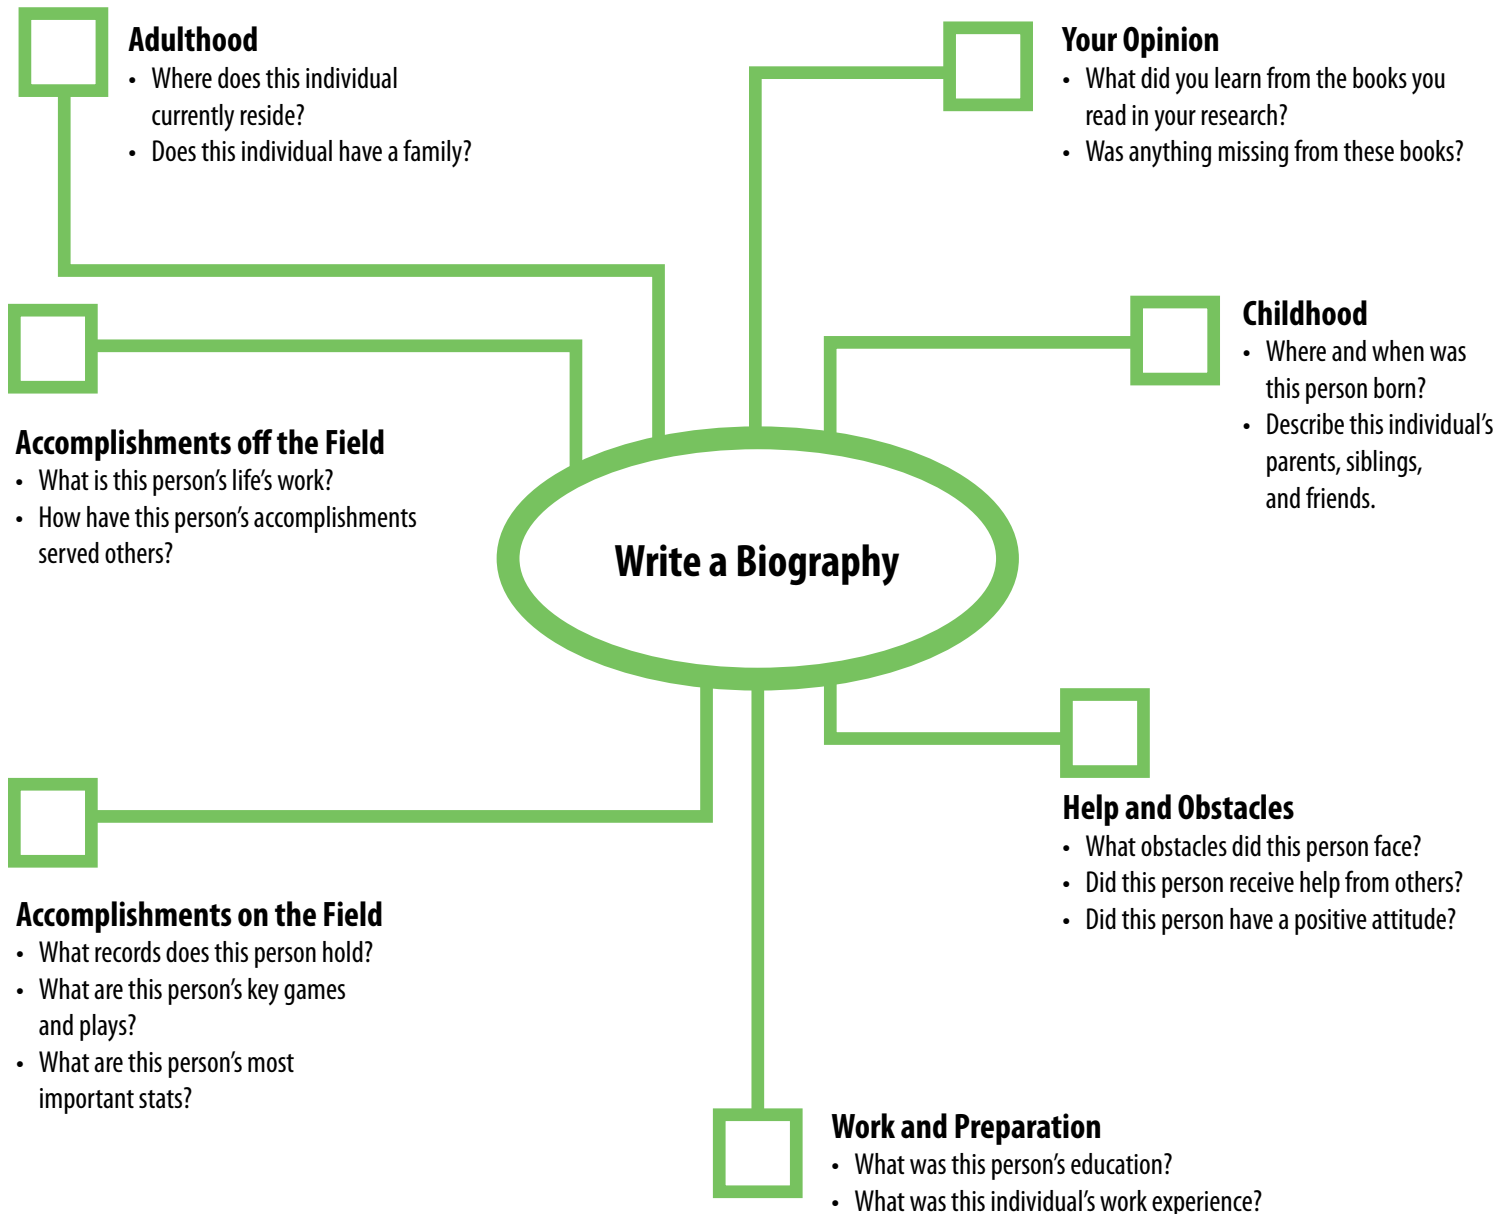 Adulthood
• Where does this individual
currently reside?
• Does this individual have a family?
Your Opinion
• What did you learn from the books you
read in your research?
• Was anything missing from these books?
Childhood
• Where and when was
this person born?
• Describe this individual’s
parents, siblings,
and friends.
Accomplishments off the Field
• What is this person’s life’s work?
• How have this person’s accomplishments
served others?
Write a Biography
Help and Obstacles
• What obstacles did this person face?
• Did this person receive help from others?
• Did this person have a positive attitude?
Accomplishments on the Field
• What records does this person hold?
• What are this person’s key games
and plays?
• What are this person’s most
important stats?
Work and Preparation
• What was this person’s education?
• What was this individual’s work experience?